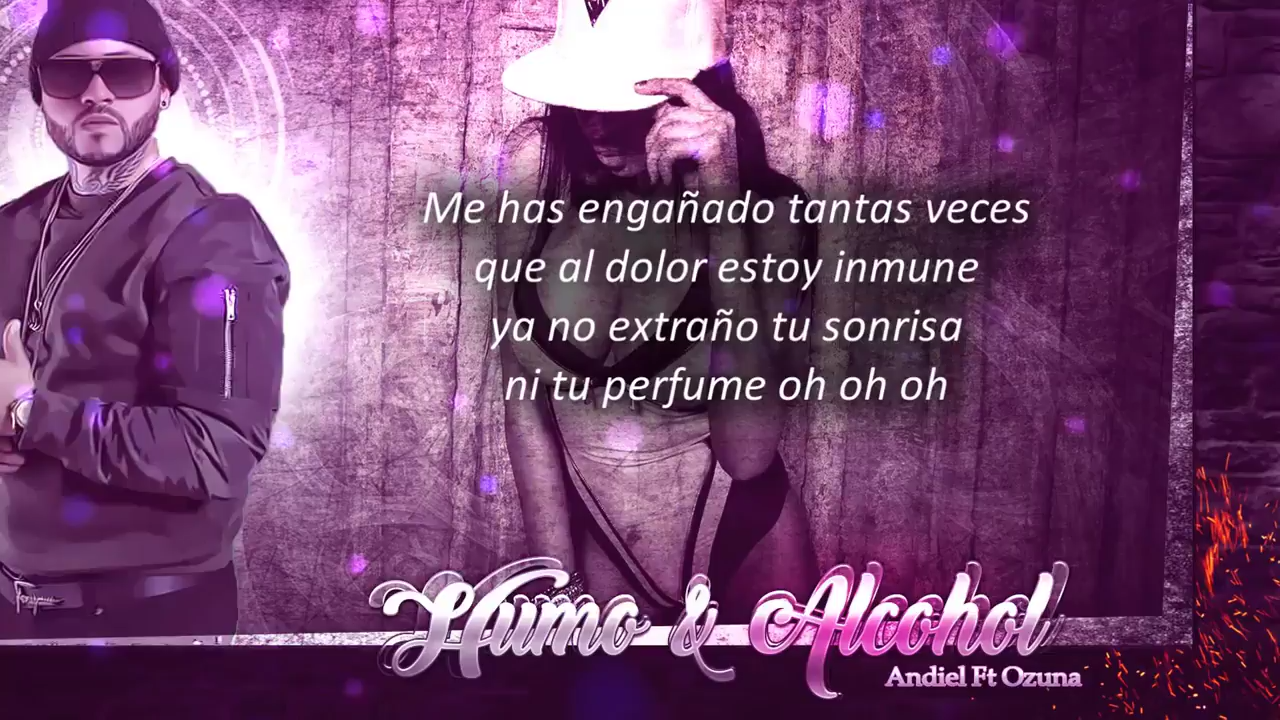 Me has engañado tantas veces
que al dolor estoy inmune
ya no extraño tu sonrisa
ni tu perfume oh oh oh
Humo & Alcohol
Andiel Ft Ozuna